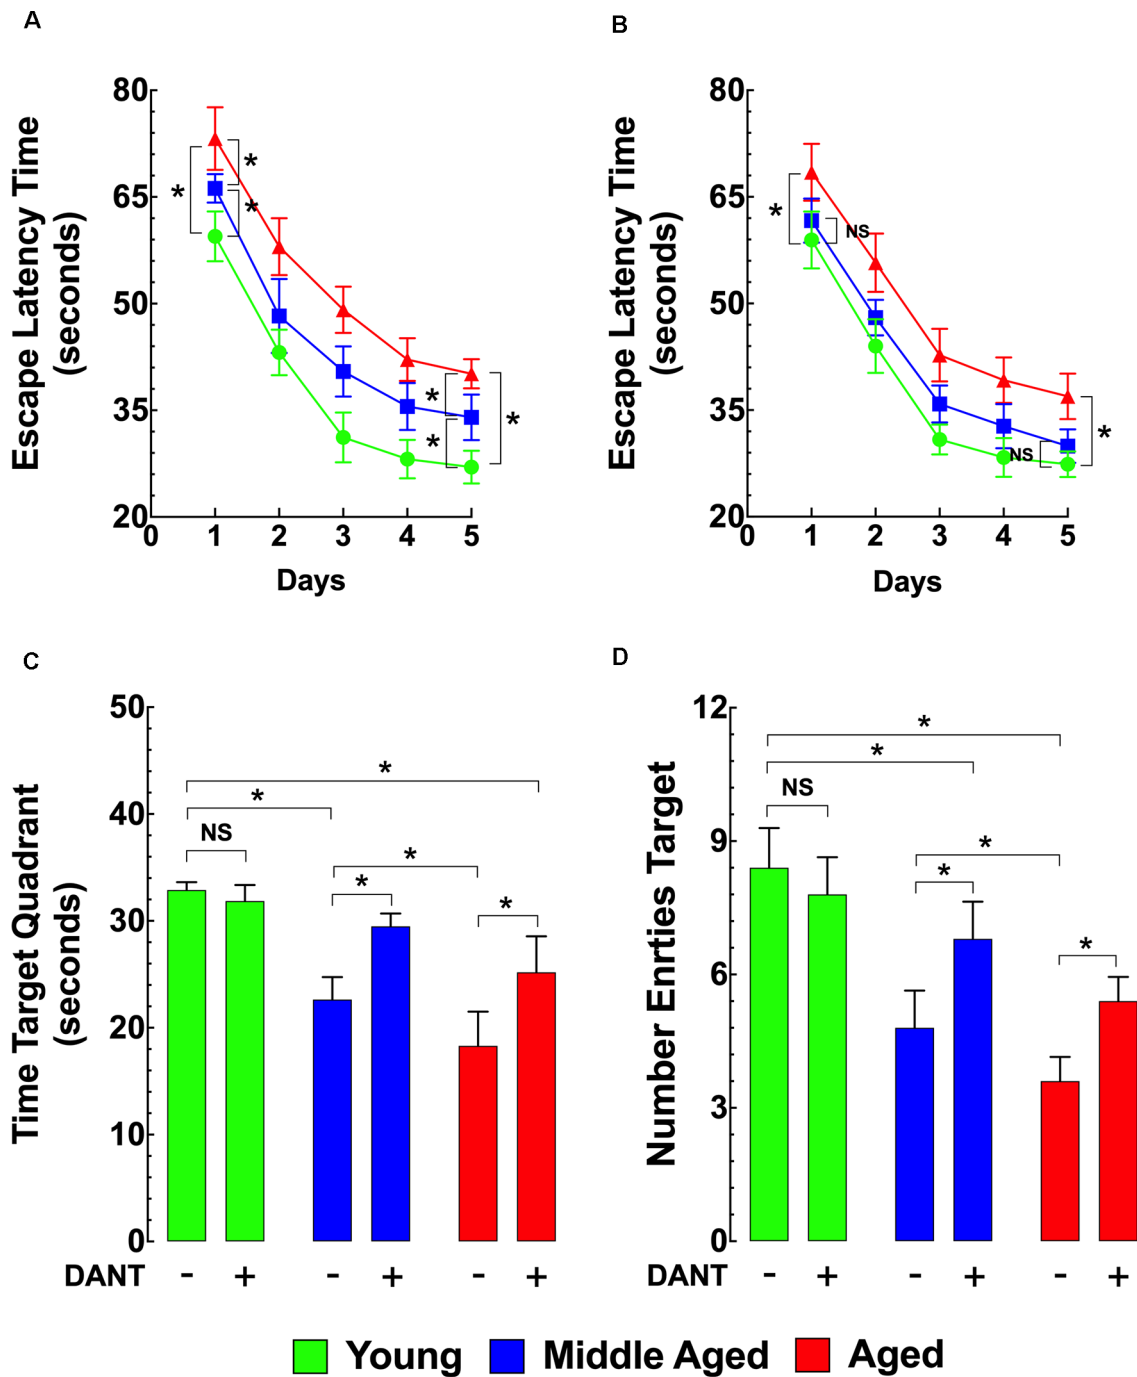 A
B
80
65
50
35
20
Escape Latency Time
(seconds)
*
*
*
*
*
*
0
1
2
3
4
5
Days
80
65
50
35
20
Escape Latency Time
(seconds)
*
NS
NS
*
0
1
2
3
4
5
Days
C
D
50
40
30
20
10
0
Time Target Quadrant
(seconds)
*
*
NS
*
*
*
DANT - + - + - +
12
9
6
3
0
Number Enrties Target
*
*
NS
*
*
*
DANT - + - + - +
Young Middle Aged Aged